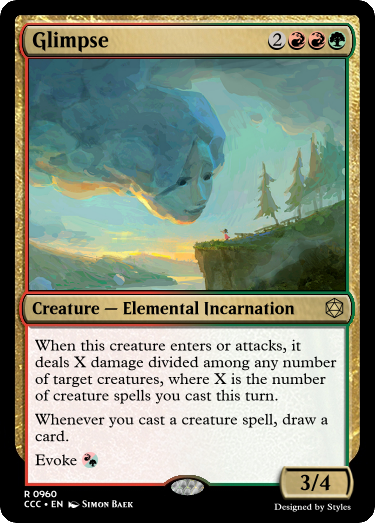 Glimpse
2
Creature — Elemental Incarnation
When this creature enters or attacks, it
deals X damage divided among any number
of target creatures, where X is the number
of creature spells you cast this turn.
Whenever you cast a creature spell, draw a
card.
Evoke
3/4
R 0960
CCC • EN Simon Baek
Designed by Styles